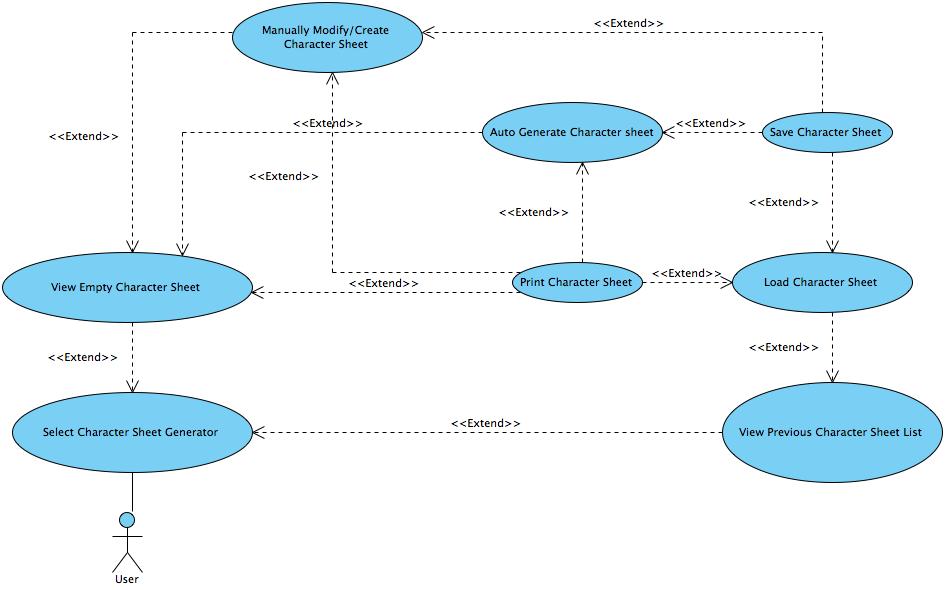 Manually Modify/Create
Character Sheet
<<Extend>>
<<Extend>>
<<Extend>>
Auto Generate Character sheet
<<Extend>>
Save Character Sheet
<<Extend>>
<<Extend>>
<<Extend>>
View Empty Character Sheet
<<Extend>>
Print Character Sheet
<<Extend>>
Load Character Sheet
<<Extend>>
<<Extend>>
Select Character Sheet Generator
<<Extend>>
View Previous Character Sheet List
User